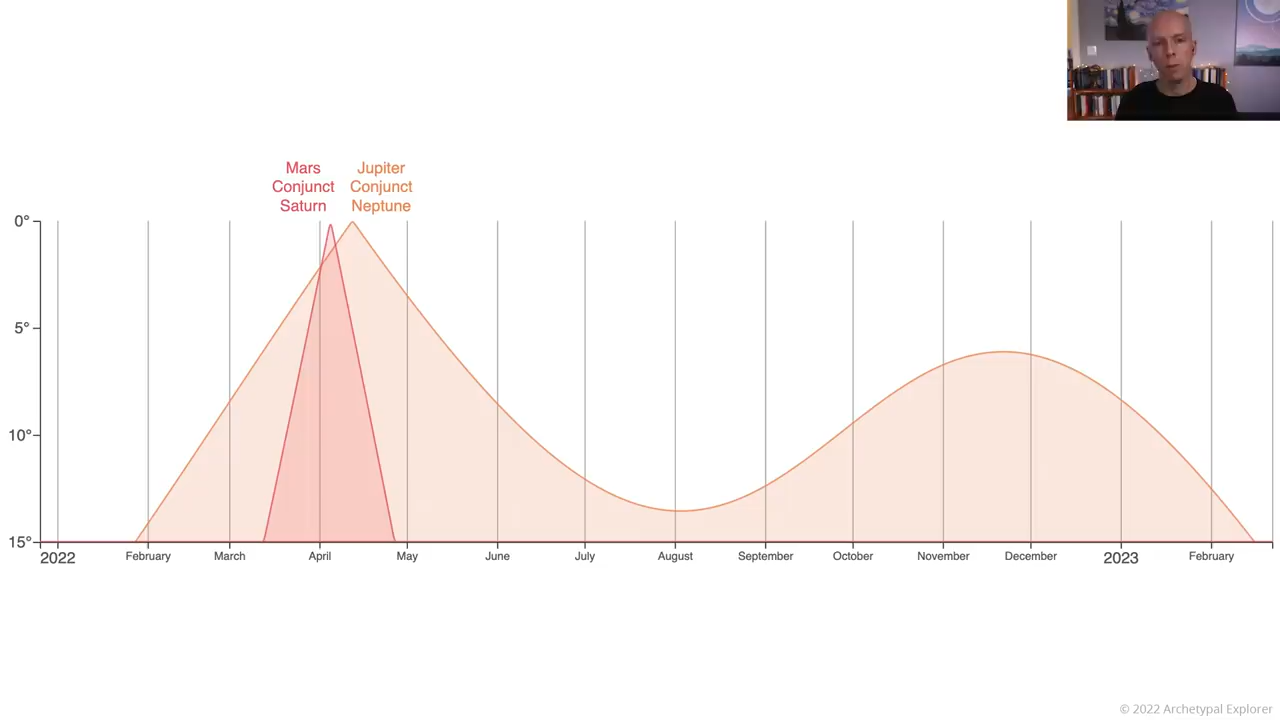 Mars
Conjunct
Saturn
Jupiter
Conjunct
Neptune
0°
5°
10°
15°
2022
February
March
April
May
June
July
August
September
October
November
December
2023
February
© 2022 Archetypal Explorer